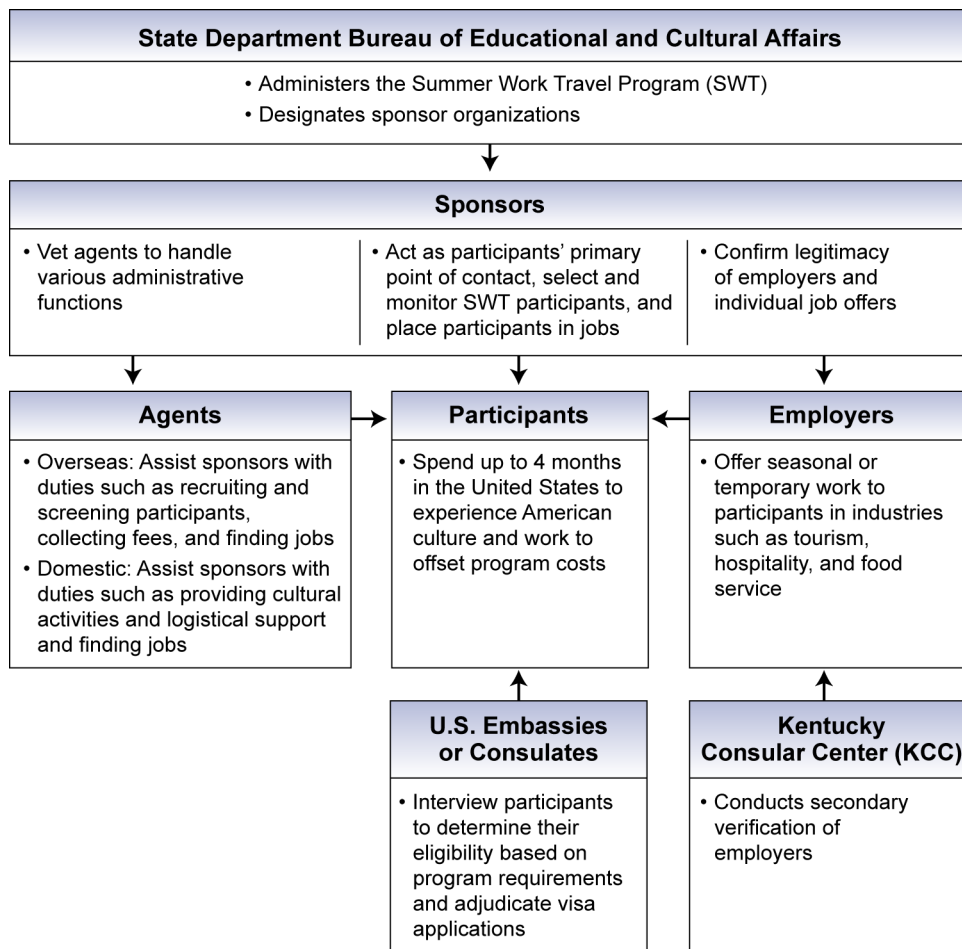 State Department Bureau of Educational and Cultural Affairs
• Administers the Summer Work Travel Program (SWT)
• Designates sponsor organizations
Sponsors
• Vet agents to handle
various administrative
functions
• Act as participants’ primary
point of contact, select and
monitor SWT participants, and
place participants in jobs
• Confirm legitimacy
of employers and
individual job offers
Agents
• Overseas: Assist sponsors with
duties such as recruiting and
screening participants,
collecting fees, and finding jobs
• Domestic: Assist sponsors with
duties such as providing cultural
activities and logistical support
and finding jobs
Participants
• Spend up to 4 months
in the United States to
experience American
culture and work to
offset program costs
Employers
• Offer seasonal or
temporary work to
participants in industries
such as tourism,
hospitality, and food
service
U.S. Embassies
or Consulates
• Interview participants
to determine their
eligibility based on
program requirements
and adjudicate visa
applications
Kentucky
Consular Center (KCC)
• Conducts secondary
verification of
employers